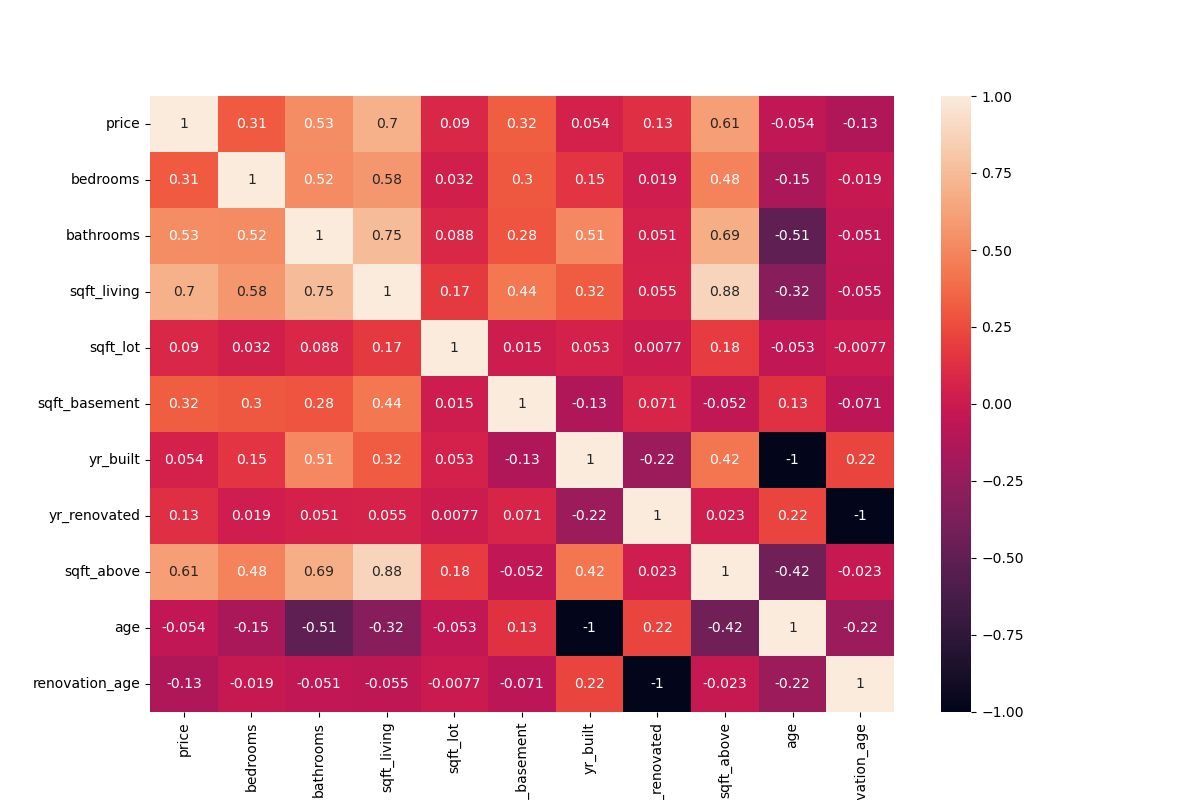 price 1 0.31 0.53 0.7 0.09 0.32 0.054 0.13 0.61 -0.054 -0.13
bedrooms 0.31 1 0.52 0.58 0.032 0.3 0.15 0.019 0.48 -0.15 -0.019
bathrooms 0.53 0.52 1 0.75 0.088 0.28 0.51 0.051 0.69 -0.51 -0.051
sqft_living 0.7 0.58 0.75 1 0.17 0.44 0.32 0.055 0.88 -0.32 -0.055
sqft_lot 0.09 0.032 0.088 0.17 1 0.015 0.053 0.0077 0.18 -0.053 -0.0077
sqft_basement 0.32 0.3 0.28 0.44 0.015 1 -0.13 0.071 -0.052 0.13 -0.071
yr_built 0.054 0.15 0.51 0.32 0.053 -0.13 1 -0.22 0.42 -1 0.22
yr_renovated 0.13 0.019 0.051 0.055 0.0077 0.071 -0.22 1 0.023 0.22 -1
sqft_above 0.61 0.48 0.69 0.88 0.18 -0.052 0.42 0.023 1 -0.42 -0.023
age -0.054 -0.15 -0.51 -0.32 -0.053 0.13 -1 0.22 -0.42 1 -0.22
renovation_age -0.13 -0.019 -0.051 -0.055 -0.0077 -0.071 0.22 -1 -0.023 -0.22 1
price bedrooms bathrooms sqft_living sqft_lot _basement yr_built _renovated sqft_above age vation_age
1.00
0.75
0.50
0.25
0.00
−0.25
−0.50
−0.75
−1.00